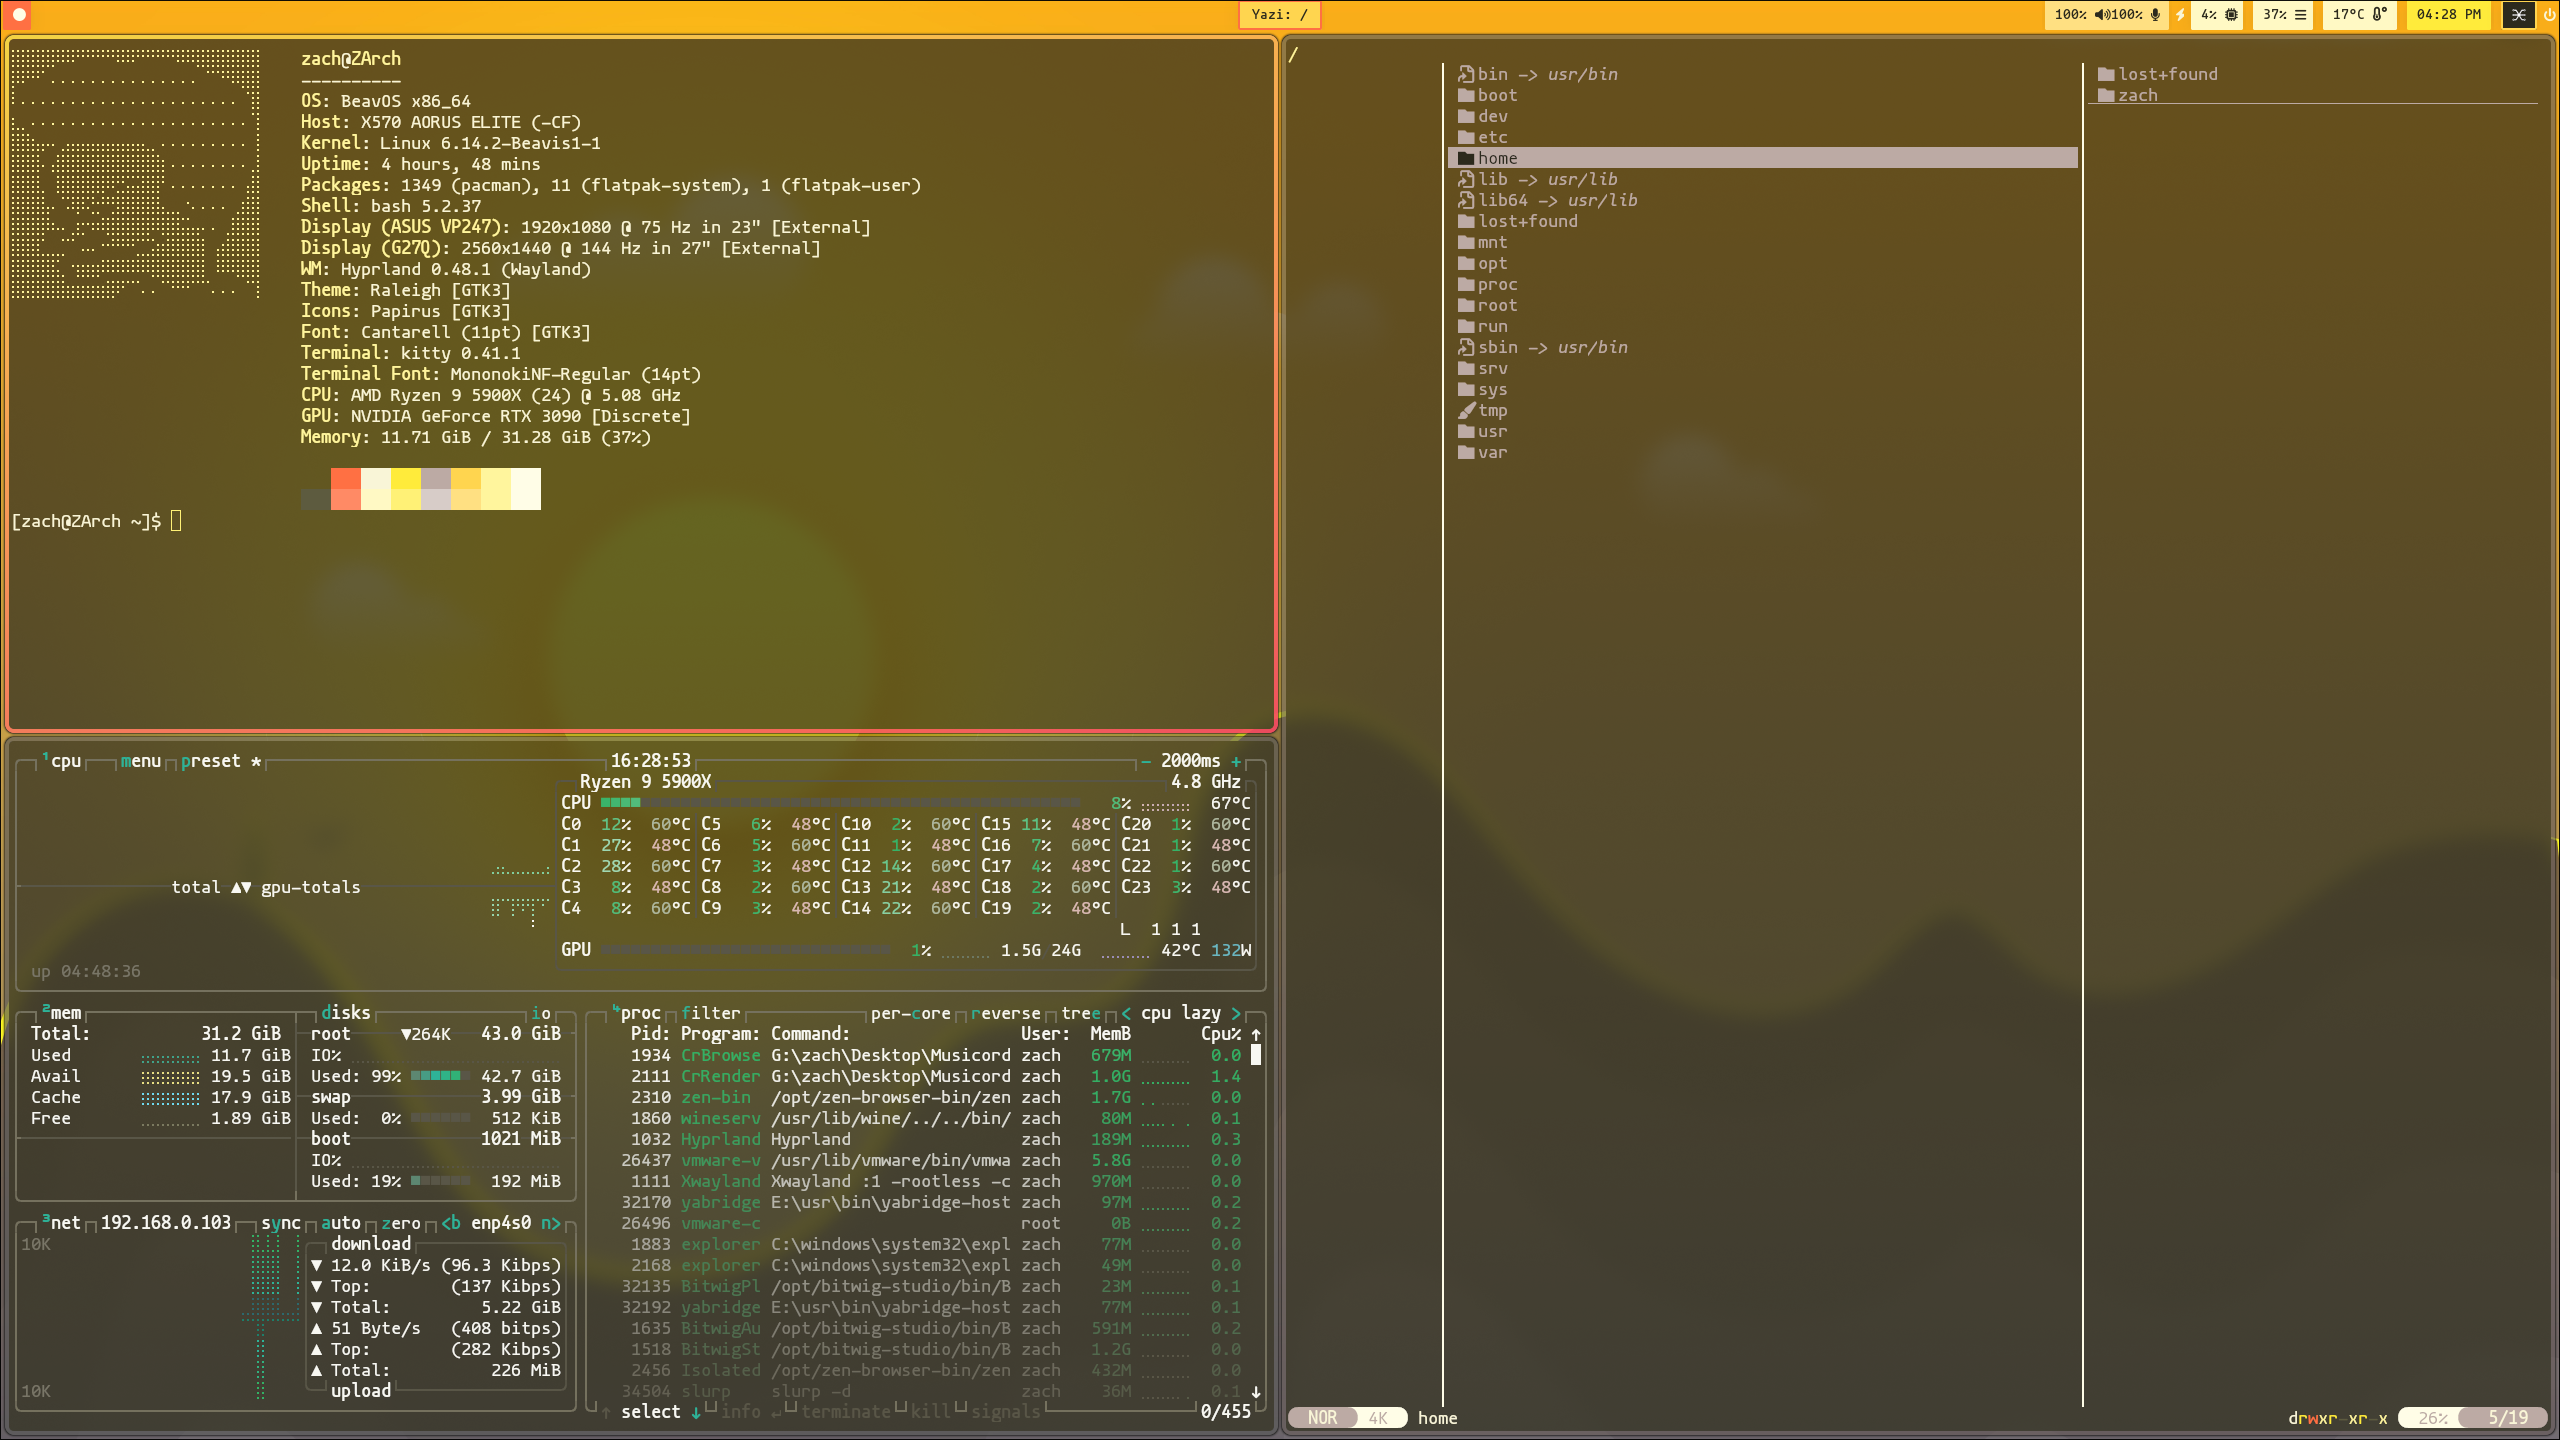 Yazi: /
100% 100% 4% 37% 17°C 04:28 PM
zach@ZArch
----------
OS: BeavOS x86_64
Host: X570 AORUS ELITE (-CF)
Kernel: Linux 6.14.2-Beavis1-1
Uptime: 4 hours, 48 mins
Packages: 1349 (pacman), 11 (flatpak-system), 1 (flatpak-user)
Shell: bash 5.2.37
Display (ASUS VP247): 1920x1080 @ 75 Hz in 23" [External]
Display (G27Q): 2560x1440 @ 144 Hz in 27" [External]
WM: Hyprland 0.48.1 (Wayland)
Theme: Raleigh [GTK3]
Icons: Papirus [GTK3]
Font: Cantarell (11pt) [GTK3]
Terminal: kitty 0.41.1
Terminal Font: MononokiNF-Regular (14pt)
CPU: AMD Ryzen 9 5900X (24) @ 5.08 GHz
GPU: NVIDIA GeForce RTX 3090 [Discrete]
Memory: 11.71 GiB / 31.28 GiB (37%)
[zach@ZArch ~]$
¹cpu menu preset * 16:28:53 - 2000ms +
Ryzen 9 5900X 4.8 GHz
CPU 8% 67°C
C0 12% 60°C C5 6% 48°C C10 2% 60°C C15 11% 48°C C20 1% 60°C
C1 27% 48°C C6 5% 60°C C11 1% 48°C C16 7% 60°C C21 1% 48°C
C2 28% 60°C C7 3% 48°C C12 14% 60°C C17 4% 48°C C22 1% 60°C
C3 8% 48°C C8 2% 60°C C13 21% 48°C C18 2% 60°C C23 3% 48°C
C4 8% 60°C C9 3% 48°C C14 22% 60°C C19 2% 48°C
L 1 1 1
GPU 1% 1.5G 24G 42°C 132W
total ▲▼ gpu-totals
up 04:48:36
²mem
Total: 31.2 GiB
Used 11.7 GiB
Avail 19.5 GiB
Cache 17.9 GiB
Free 1.89 GiB
disks io
root ▼264K 43.0 GiB
IO%
Used: 99% 42.7 GiB
swap 3.99 GiB
Used: 0% 512 KiB
boot 1021 MiB
IO%
Used: 19% 192 MiB
³net 192.168.0.103 sync auto zero <b enp4s0 n>
10K
download
▼ 12.0 KiB/s (96.3 Kibps)
▼ Top: (137 Kibps)
▼ Total: 5.22 GiB
▲ 51 Byte/s (408 bitps)
▲ Top: (282 Kibps)
▲ Total: 226 MiB
upload
10K
⁴proc filter per-core reverse tree < cpu lazy >
Pid: Program: Command: User: MemB Cpu% ↑
1934 CrBrowse G:\zach\Desktop\Musicord zach 679M 0.0
2111 CrRender G:\zach\Desktop\Musicord zach 1.0G 1.4
2310 zen-bin /opt/zen-browser-bin/zen zach 1.7G 0.0
1860 wineserv /usr/lib/wine/../../bin/ zach 80M 0.1
1032 Hyprland Hyprland zach 189M 0.3
26437 vmware-v /usr/lib/vmware/bin/vmwa zach 5.8G 0.0
1111 Xwayland Xwayland :1 -rootless -c zach 970M 0.0
32170 yabridge E:\usr\bin\yabridge-host zach 97M 0.2
26496 vmware-c root 0B 0.2
1883 explorer C:\windows\system32\expl zach 77M 0.0
2168 explorer C:\windows\system32\expl zach 49M 0.0
32135 BitwigPl /opt/bitwig-studio/bin/B zach 23M 0.1
32192 yabridge E:\usr\bin\yabridge-host zach 77M 0.1
1635 BitwigAu /opt/bitwig-studio/bin/B zach 591M 0.2
1518 BitwigSt /opt/bitwig-studio/bin/B zach 1.2G 0.0
2456 Isolated /opt/zen-browser-bin/zen zach 432M 0.0
34504 slurp slurp -d zach 36M 0.1 ↓
↑ select ↓ info ↵ terminate kill signals 0/455
/
bin -> usr/bin
boot
dev
etc
home
lib -> usr/lib
lib64 -> usr/lib
lost+found
mnt
opt
proc
root
run
sbin -> usr/bin
srv
sys
tmp
usr
var
lost+found
zach
NOR 4K home drwxr-xr-x 26% 5/19